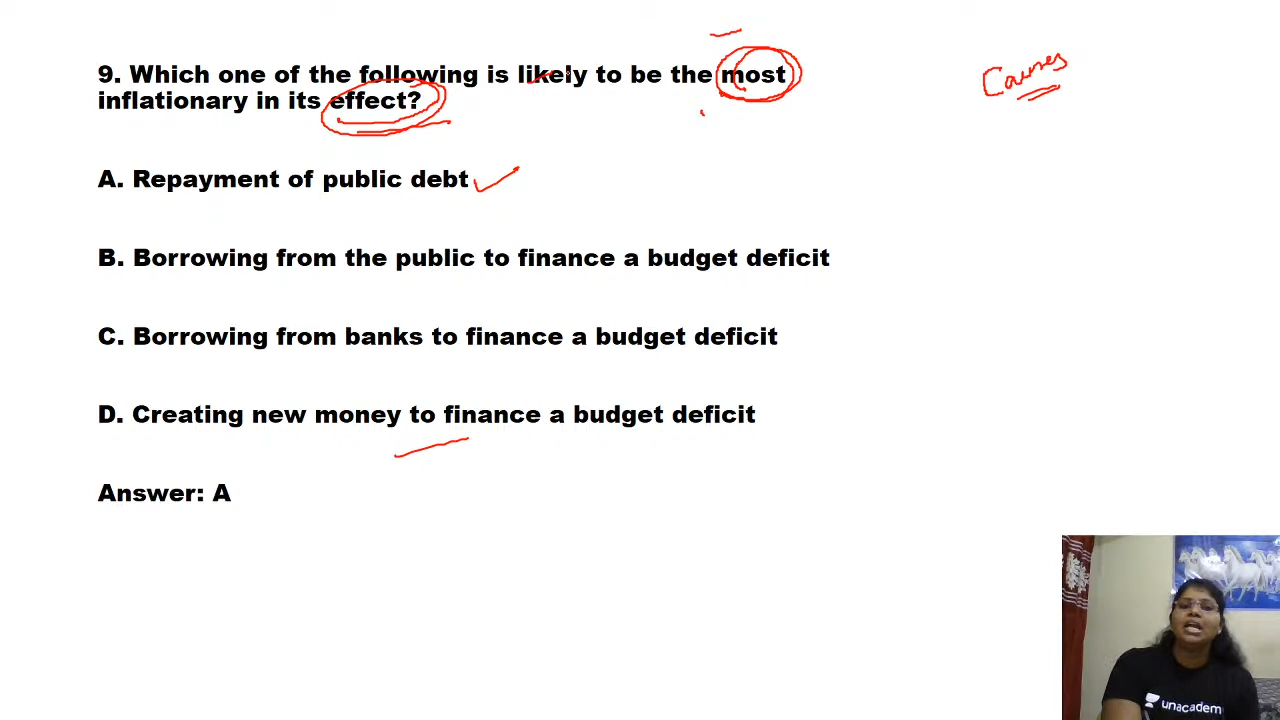 9. Which one of the following is likely to be the most
inflationary in its effect?
Causes
A. Repayment of public debt
B. Borrowing from the public to finance a budget deficit
C. Borrowing from banks to finance a budget deficit
D. Creating new money to finance a budget deficit
Answer: A
unacademy